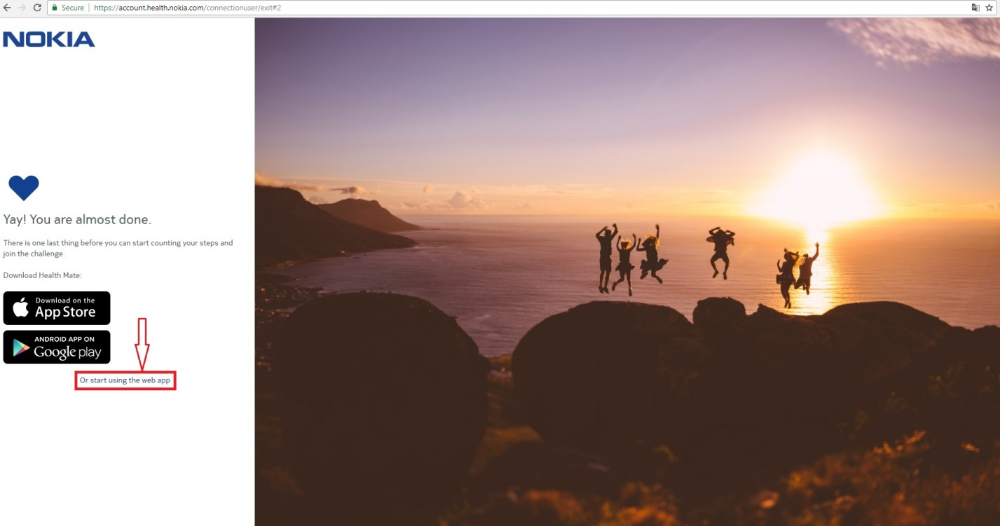 Secure
https://account.health.nokia.com/connectionuser/exit#2
NOKIA
Yay! You are almost done.
There is one last thing before you can start counting your steps and
join the challenge.
Download Health Mate:
Download on the
App Store
ANDROID APP ON
Google play
Or start using the web app